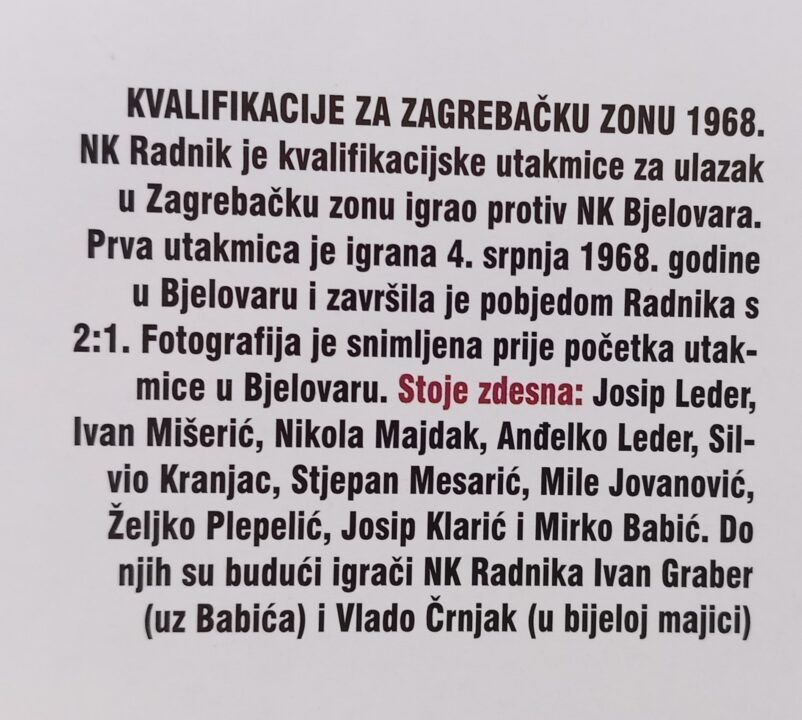 KVALIFIKACIJE ZA ZAGREBAČKU ZONU 1968.
NK Radnik je kvalifikacijske utakmice za ulazak
u Zagrebačku zonu igrao protiv NK Bjelovara.
Prva utakmica je igrana 4. srpnja 1968. godine
u Bjelovaru i završila je pobjedom Radnika s
2:1. Fotografija je snimljena prije početka utak-
mice u Bjelovaru. Stoje zdesna: Josip Leder,
Ivan Mišerić, Nikola Majdak, Anđelko Leder, Sil-
vio Kranjac, Stjepan Mesarić, Mile Jovanović,
Željko Plepelić, Josip Klarić i Mirko Babić. Do
njih su budući igrači NK Radnika Ivan Graber
(uz Babića) i Vlado Črnjak (u bijeloj majici)